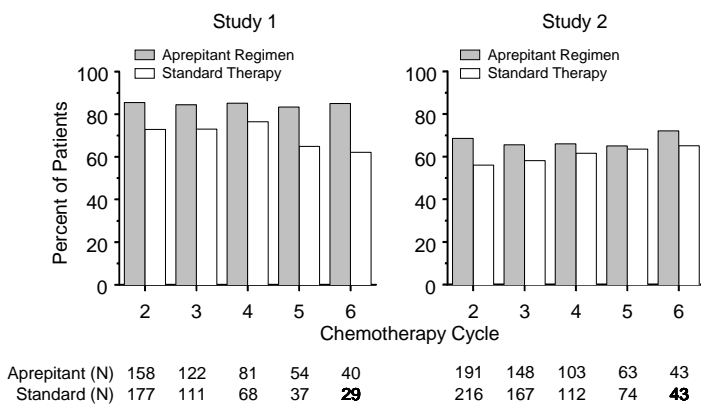 Study 1 Study 2
Aprepitant Regimen Aprepitant Regimen
Standard Therapy Standard Therapy
Percent of Patients
100 100
80 80
60 60
40 40
20 20
0 0
2 3 4 5 6 2 3 4 5 6
Chemotherapy Cycle
Aprepitant (N) 158 122 81 54 40 191 148 103 63 43
Standard (N) 177 111 68 37 29 216 167 112 74 43